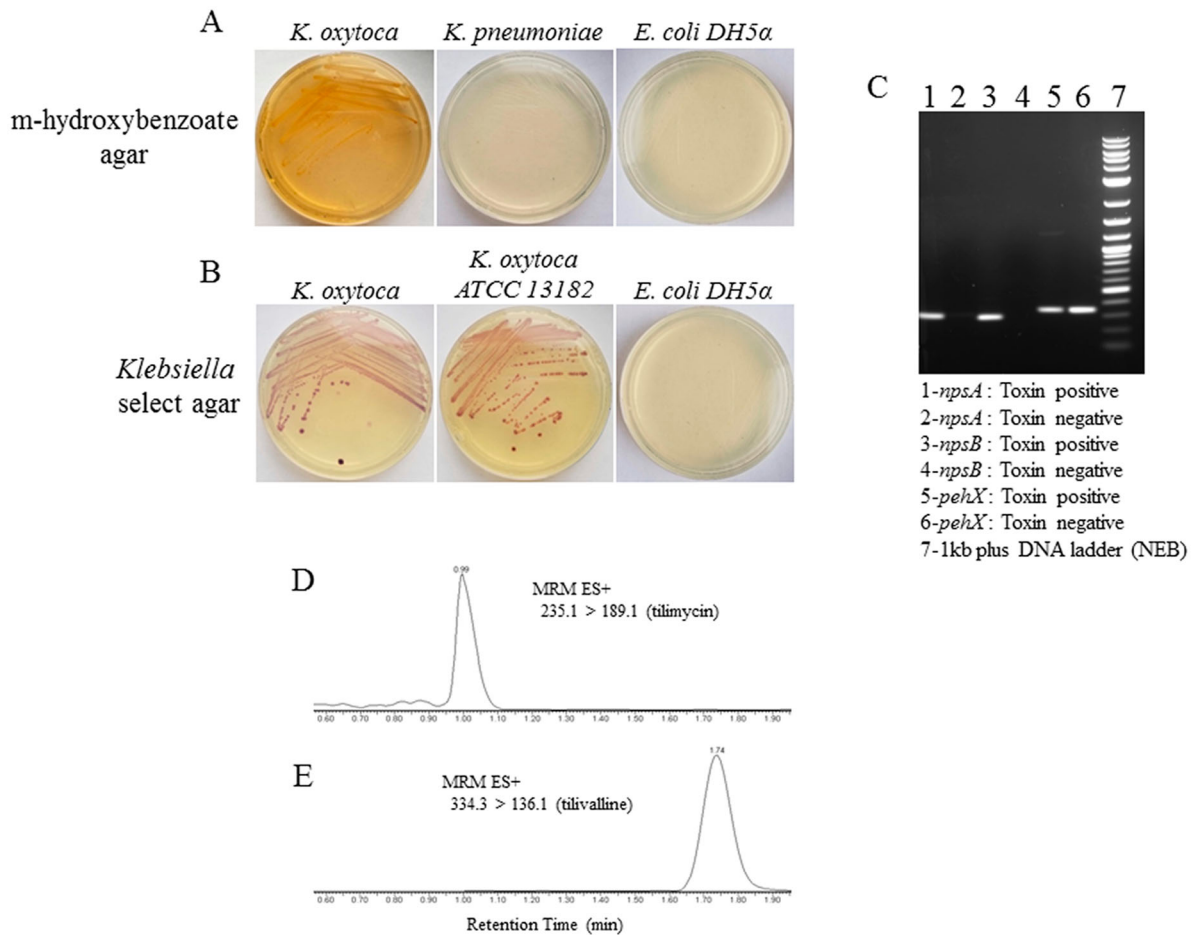 A
K. oxytoca K. pneumoniae E. coli DH5α
m-hydroxybenzoate
agar
B
K. oxytoca K. oxytoca ATCC 13182 E. coli DH5α
Klebsiella
select agar
C
1 2 3 4 5 6 7
1-npsA : Toxin positive
2-npsA : Toxin negative
3-npsB : Toxin positive
4-npsB : Toxin negative
5-pehX : Toxin positive
6-pehX : Toxin negative
7-1kb plus DNA ladder (NEB)
D
0.99
MRM ES+
235.1 > 189.1 (tilimycin)
0.60 0.70 0.80 0.90 1.00 1.10 1.20 1.30 1.40 1.50 1.60 1.70 1.80 1.90
E
1.74
MRM ES+
334.3 > 136.1 (tilivalline)
0.60 0.70 0.80 0.90 1.00 1.10 1.20 1.30 1.40 1.50 1.60 1.70 1.80 1.90
Retention Time (min)